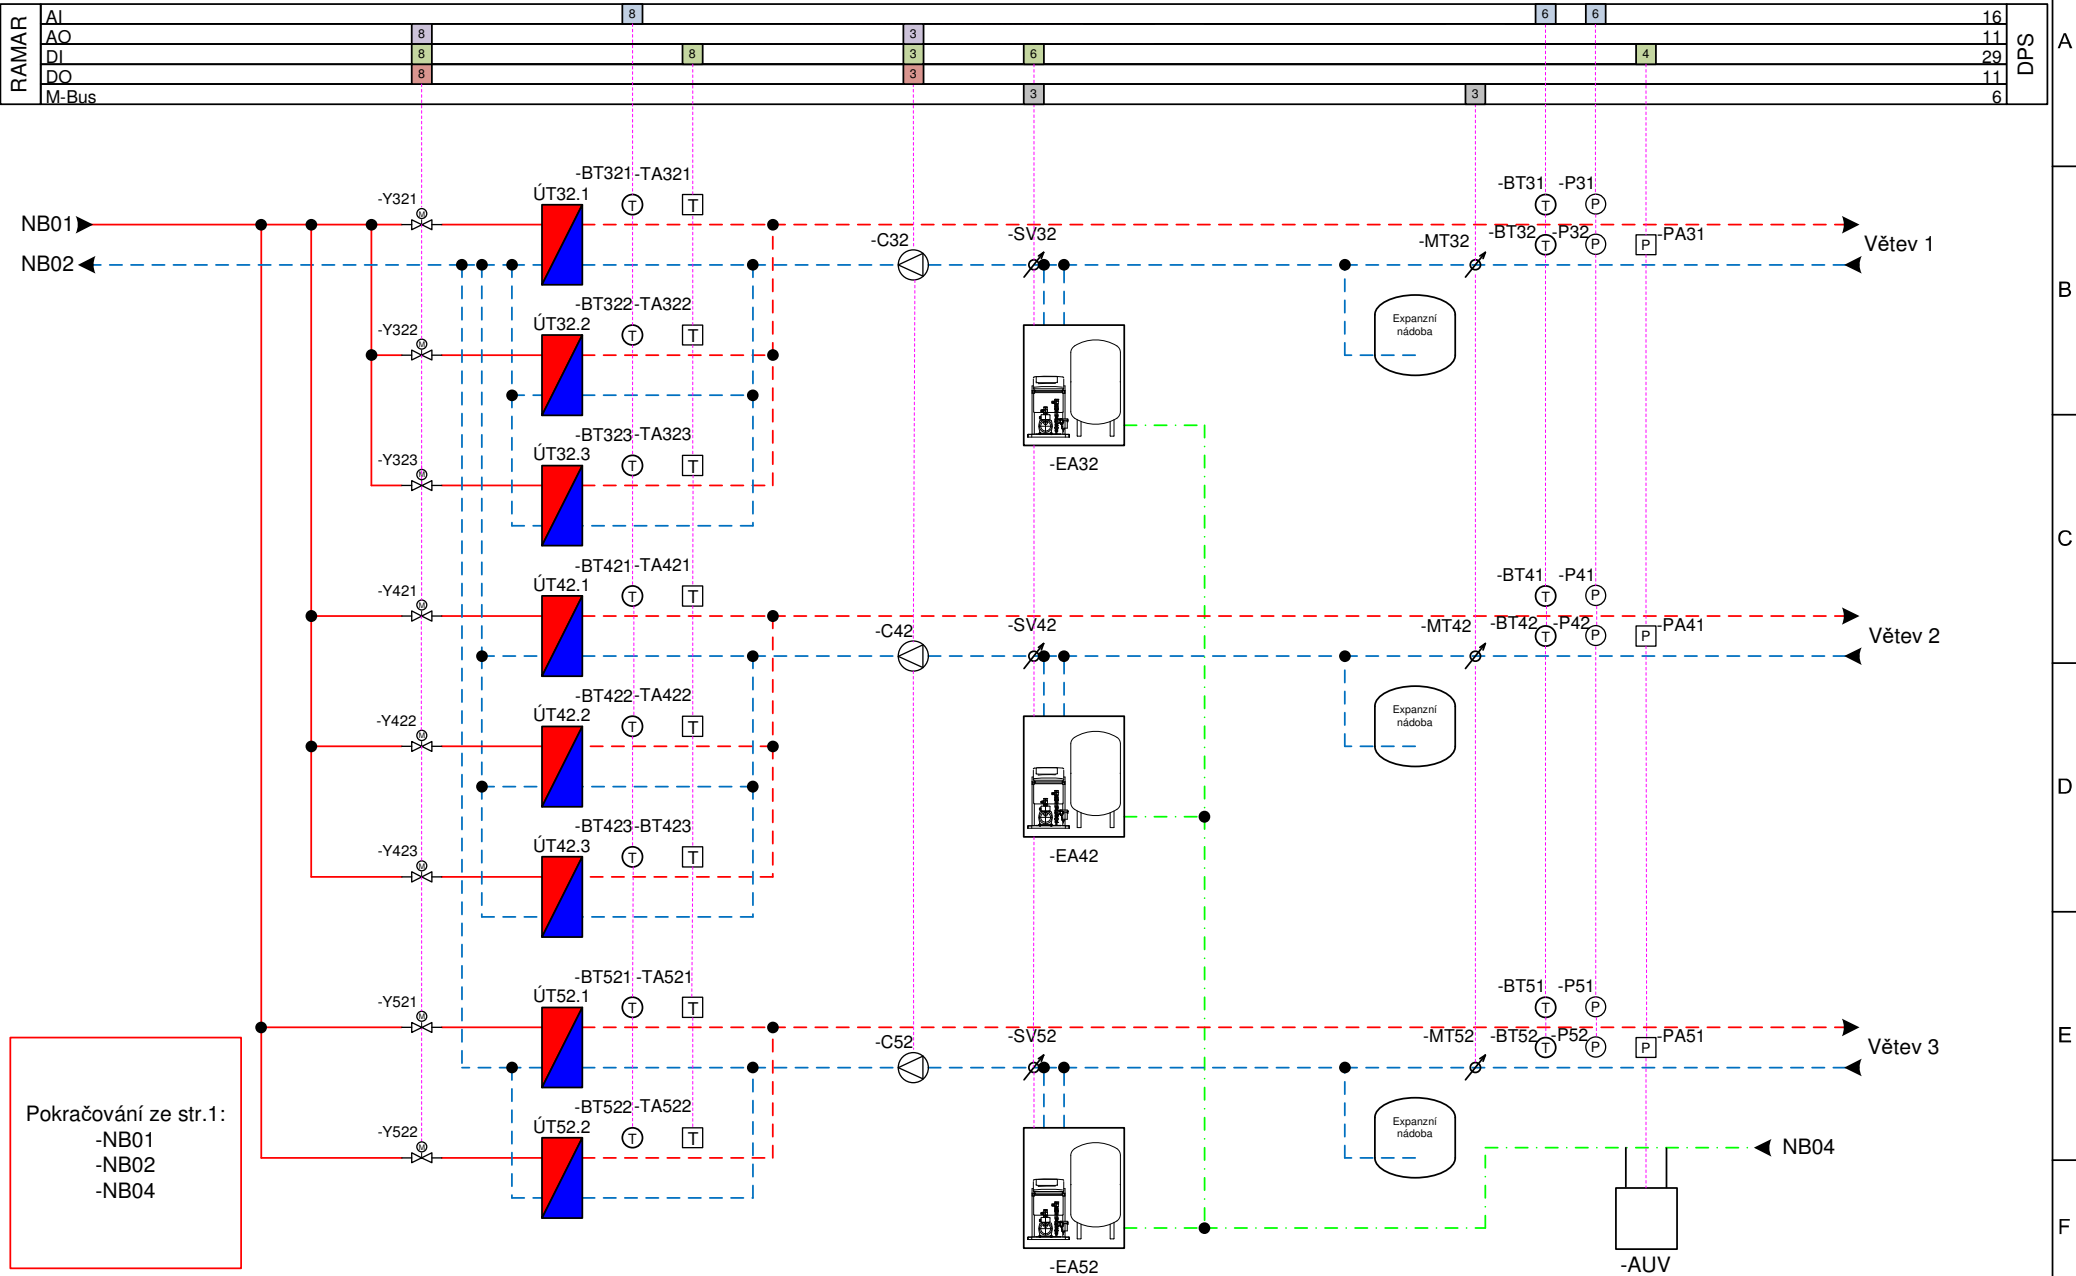 RAMAR
AI 8 6 6 16
AO 8 3 11
DI 8 8 3 6 4 29
DO 8 3 11
M-Bus 3 3 6
DPS
A
B
C
D
E
F
NB01
NB02
-Y321
M
ÚT32.1
-BT321 -TA321
T T
-C32
-SV32
-MT32
-BT31 -P31
T P
-BT32 -P32 -PA31
T P P
Větev 1
-Y322
M
ÚT32.2
-BT322 -TA322
T T
Expanzní
nádoba
-Y323
M
ÚT32.3
-BT323 -TA323
T T
-EA32
-Y421
M
ÚT42.1
-BT421 -TA421
T T
-C42
-SV42
-MT42
-BT41 -P41
T P
-BT42 -P42 -PA41
T P P
Větev 2
-Y422
M
ÚT42.2
-BT422 -TA422
T T
Expanzní
nádoba
-Y423
M
ÚT42.3
-BT423 -BT423
T T
-EA42
-Y521
M
ÚT52.1
-BT521 -TA521
T T
-C52
-SV52
-MT52
-BT51 -P51
T P
-BT52 -P52 -PA51
T P P
Větev 3
-Y522
M
ÚT52.2
-BT522 -TA522
T T
Expanzní
nádoba
NB04
-EA52
-AUV
Pokračování ze str.1:
-NB01
-NB02
-NB04